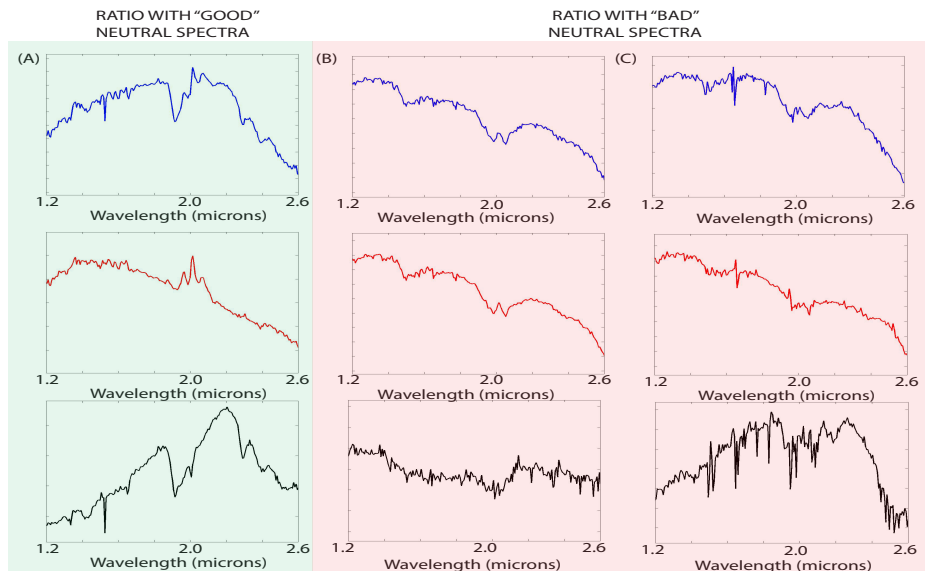 RATIO WITH “GOOD”
NEUTRAL SPECTRA
RATIO WITH “BAD”
NEUTRAL SPECTRA
(A)
(B)
(C)
1.2 2.0 2.6
Wavelength (microns)
1.2 2.0 2.6
Wavelength (microns)
1.2 2.0 2.6
Wavelength (microns)
1.2 2.0 2.6
Wavelength (microns)
1.2 2.0 2.6
Wavelength (microns)
1.2 2.0 2.6
Wavelength (microns)
1.2 2.0 2.6
Wavelength (microns)
1.2 2.0 2.6
Wavelength (microns)
1.2 2.0 2.6
Wavelength (microns)